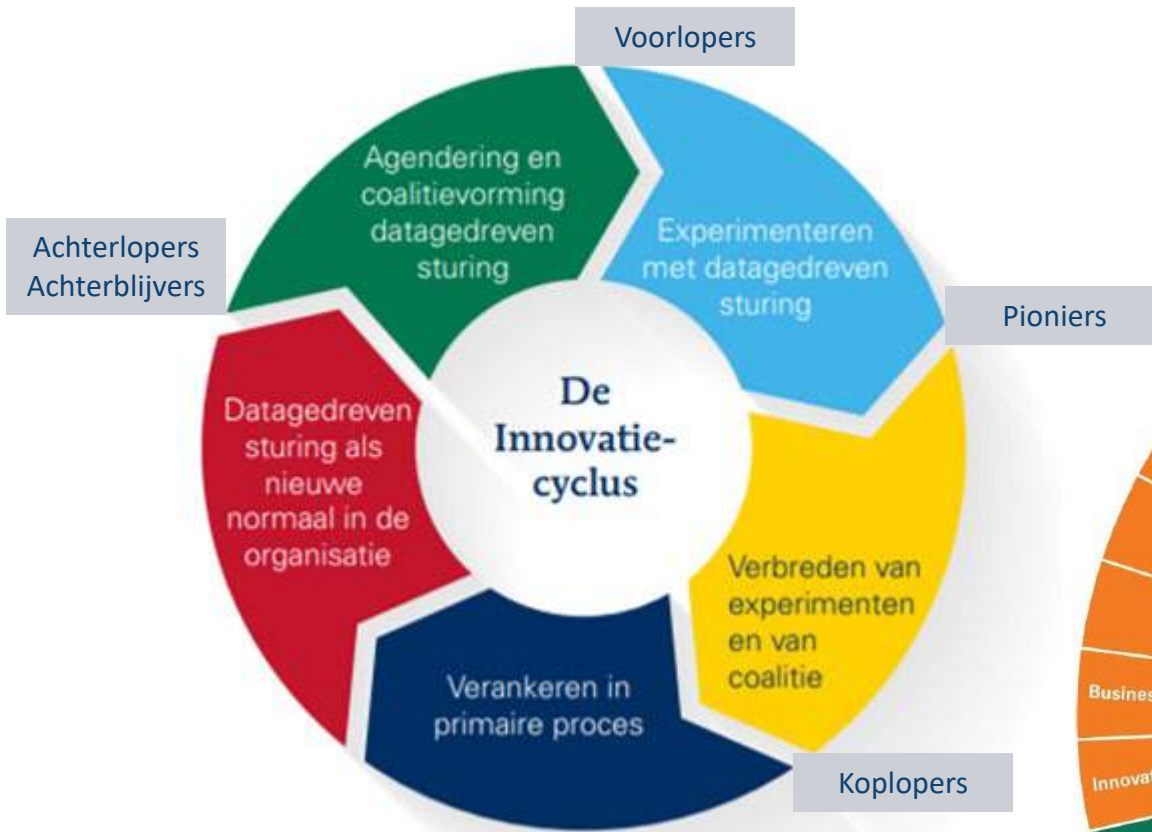 Voorlopers
Agendering en
coalitievorming
datagedreven
sturing
Experimenteren
met datagedreven
sturing
Achterlopers
Achterblijvers
Pioniers
De
Innovatie-
cyclus
Datagedreven
sturing als
nieuwe
normaal in de
organisatie
Verbreden van
experimenten
en van
coalitie
Verankeren in
primaire proces
Koplopers